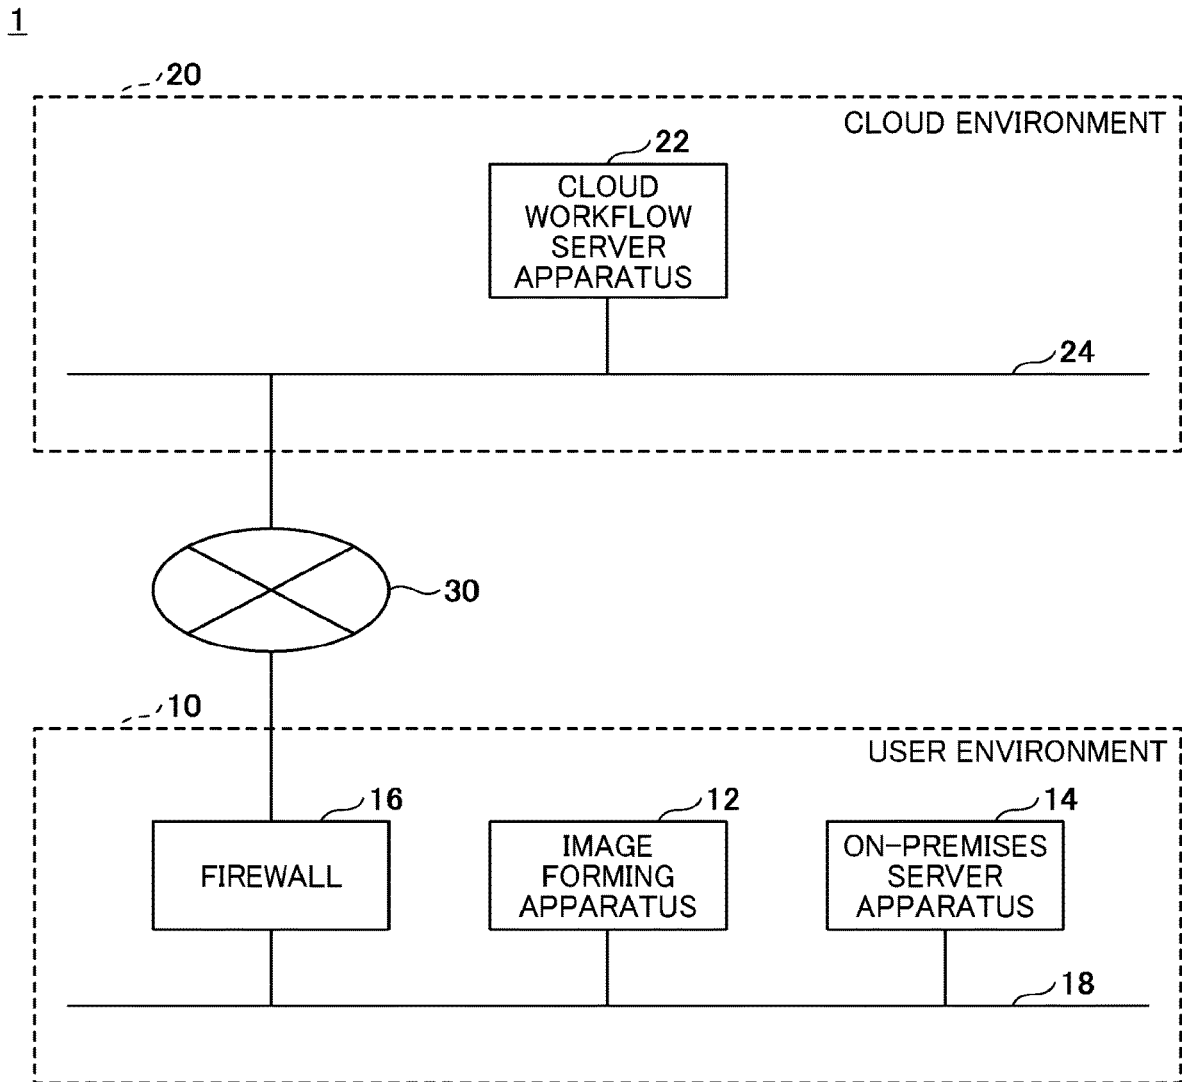 1
20
CLOUD ENVIRONMENT
22
CLOUD
WORKFLOW
SERVER
APPARATUS
24
30
10
USER ENVIRONMENT
16
FIREWALL
12
IMAGE
FORMING
APPARATUS
14
ON-PREMISES
SERVER
APPARATUS
18